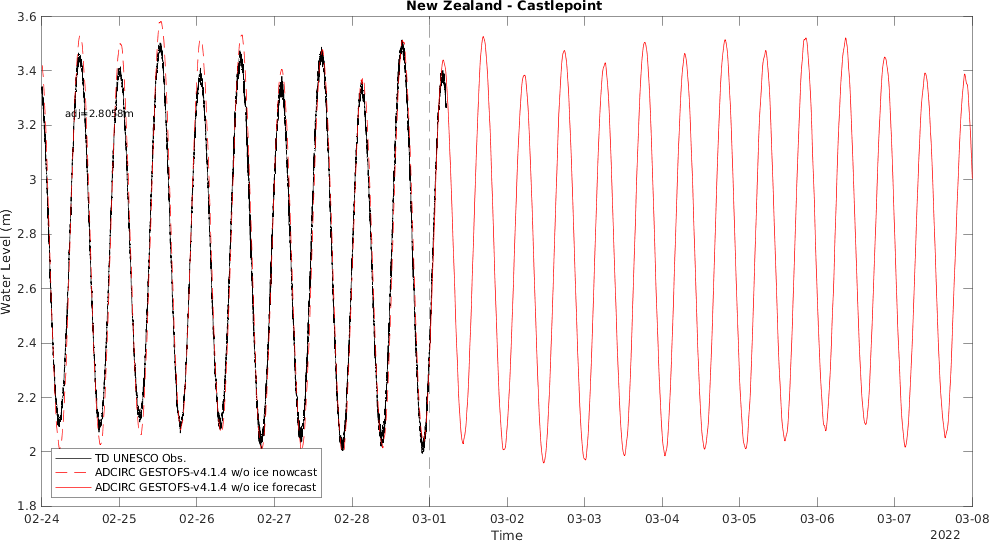 New Zealand - Castlepoint
3.6
3.4
3.2
3
2.8
2.6
2.4
2.2
2
1.8
Water Level (m)
adj=2.8058m
TD UNESCO Obs.
ADCIRC GESTOFS-v4.1.4 w/o ice nowcast
ADCIRC GESTOFS-v4.1.4 w/o ice forecast
02-24 02-25 02-26 02-27 02-28 03-01 03-02 03-03 03-04 03-05 03-06 03-07 03-08
Time
2022